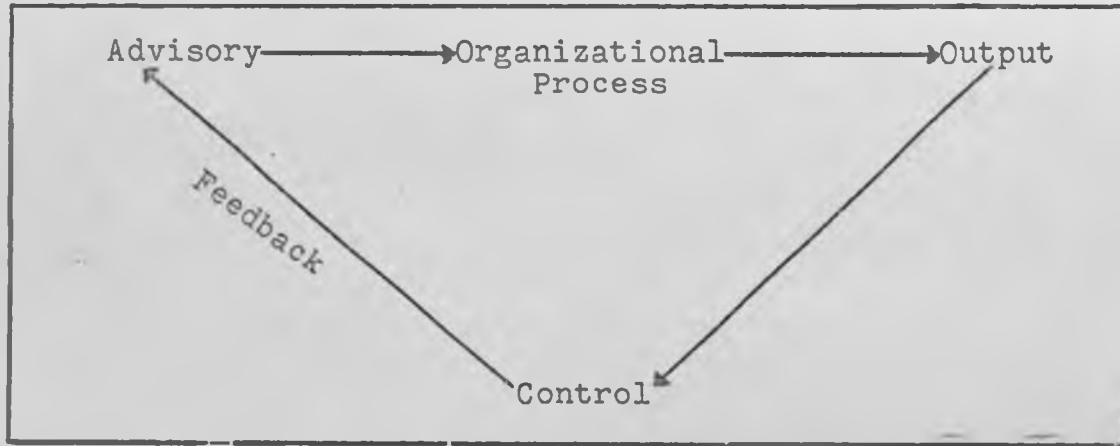 Advisory Organizational Output
Process
Feedback
Control